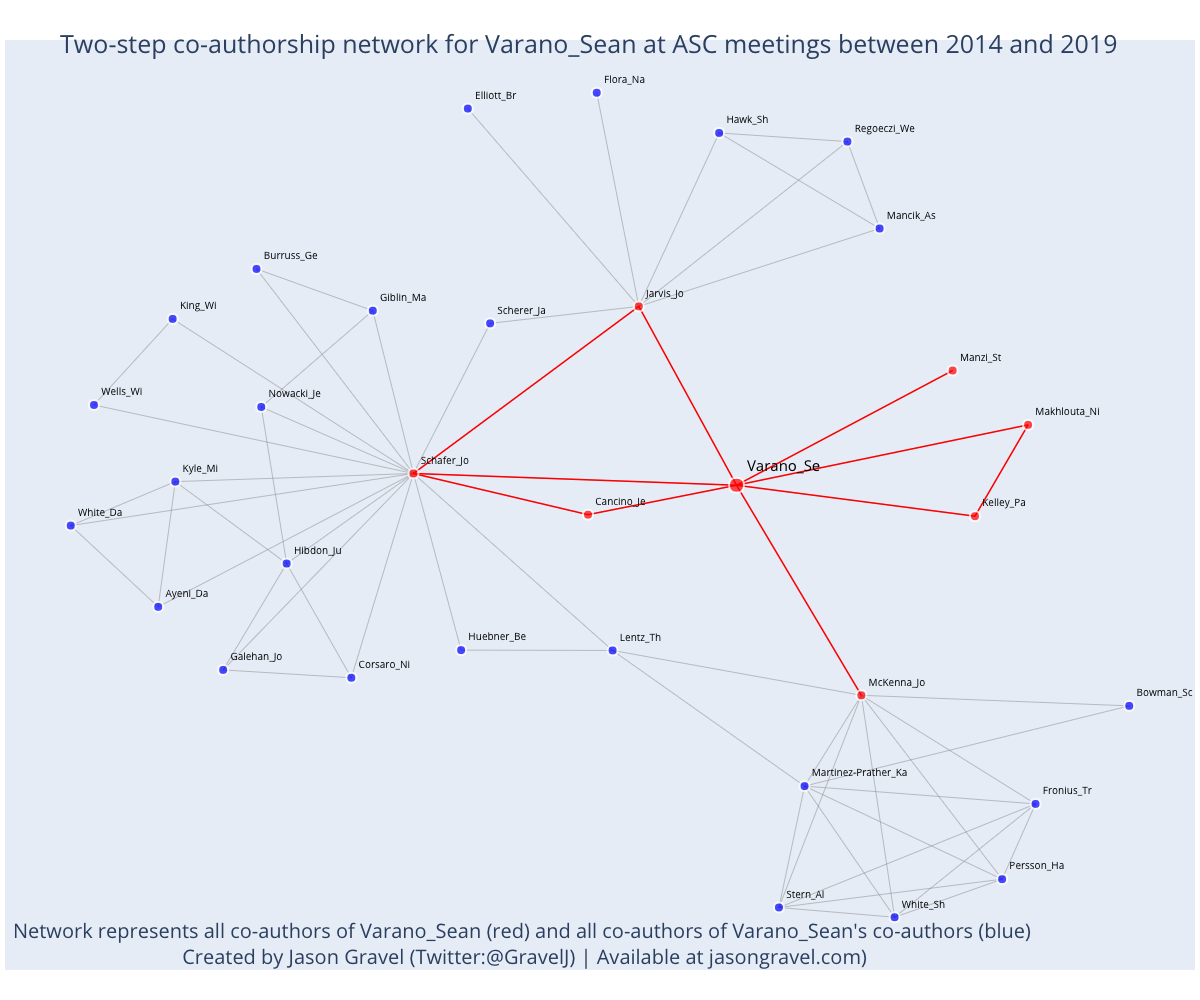 Two-step co-authorship network for Varano_Sean at ASC meetings between 2014 and 2019
Flora_Na
Elliott_Br
Hawk_Sh
Regoeczi_We
Mancik_As
Burruss_Ge
Jarvis_Jo
Giblin_Ma
King_Wi
Scherer_Ja
Manzi_St
Wells_Wi
Nowacki_Je
Makhlouta_Ni
Schafer_Jo
Varano_Se
Kyle_Mi
Cancino_Je
Kelley_Pa
White_Da
Hibdon_Ju
Ayeni_Da
Huebner_Be
Lentz_Th
Galehan_Jo
Corsaro_Ni
McKenna_Jo
Bowman_Sc
Martinez-Prather_Ka
Fronius_Tr
Persson_Ha
Stern_Al
White_Sh
Network represents all co-authors of Varano_Sean (red) and all co-authors of Varano_Sean's co-authors (blue)
Created by Jason Gravel (Twitter:@GravelJ) | Available at jasongravel.com)